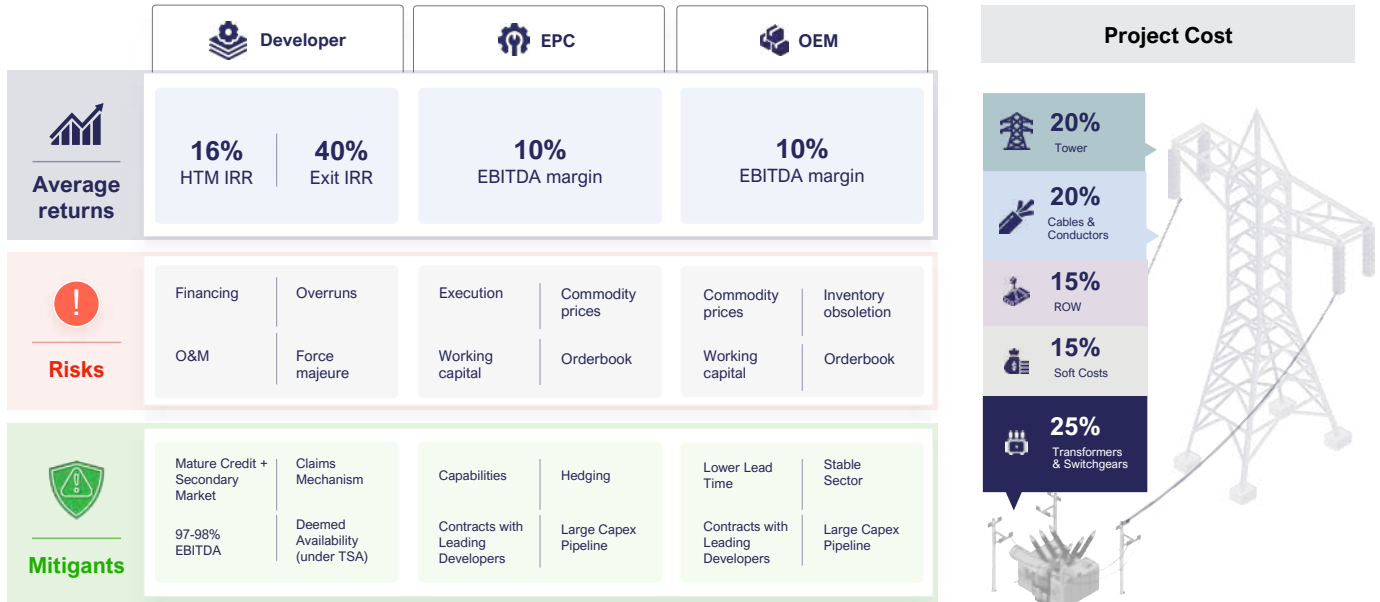 Developer
EPC
OEM
Average
returns
16%
HTM IRR
40%
Exit IRR
10%
EBITDA margin
10%
EBITDA margin
Risks
Financing
Overruns
O&M
Force
majeure
Execution
Commodity
prices
Working
capital
Orderbook
Commodity
prices
Inventory
obsoletion
Working
capital
Orderbook
Mitigants
Mature Credit +
Secondary
Market
Claims
Mechanism
97-98%
EBITDA
Deemed
Availability
(under TSA)
Capabilities
Hedging
Contracts with
Leading
Developers
Large Capex
Pipeline
Lower Lead
Time
Stable
Sector
Contracts with
Leading
Developers
Large Capex
Pipeline
Project Cost
20%
Tower
20%
Cables &
Conductors
15%
ROW
15%
Soft Costs
25%
Transformers
& Switchgears